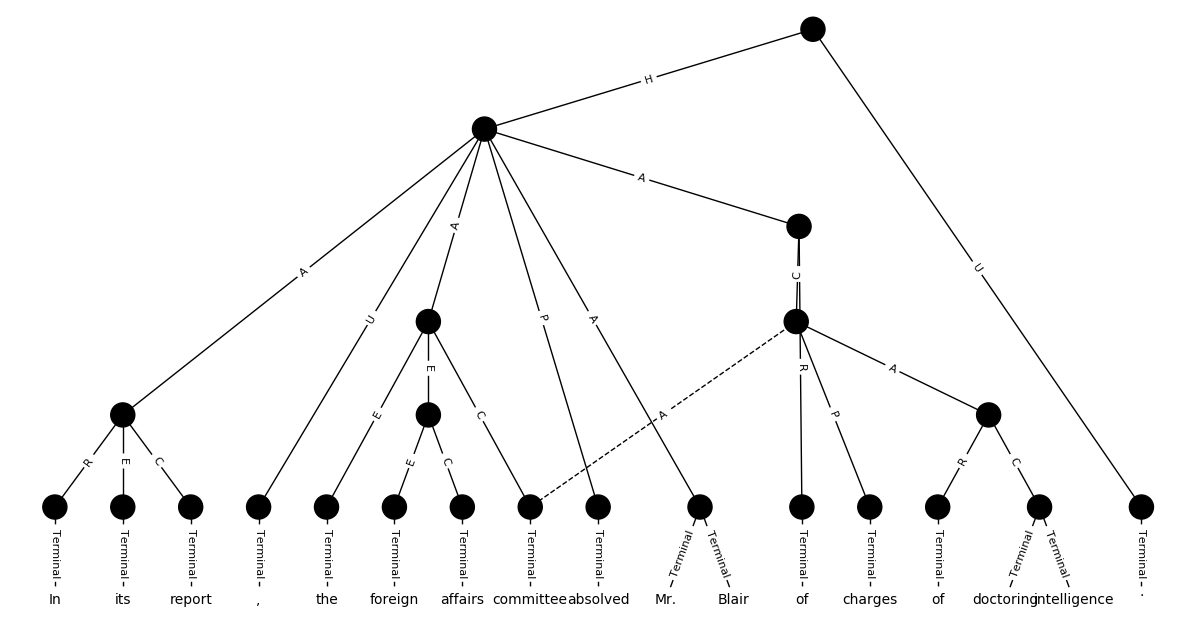 H
A
A
A
U
A
P
A
C
U
E
R
A
R
E
C
E
E
C
C
A
P
R
C
Terminal Terminal Terminal Terminal Terminal Terminal Terminal Terminal Terminal Terminal Terminal Terminal Terminal Terminal Terminal Terminal Terminal
In its report , the foreign affairs committee absolved Mr. Blair of charges of doctoring intelligence .